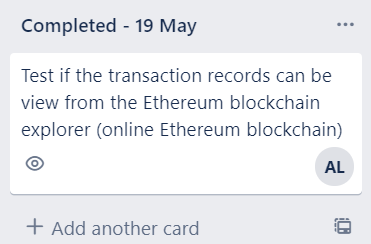 Completed - 19 May
Test if the transaction records can be
view from the Ethereum blockchain
explorer (online Ethereum blockchain)
AL
Add another card